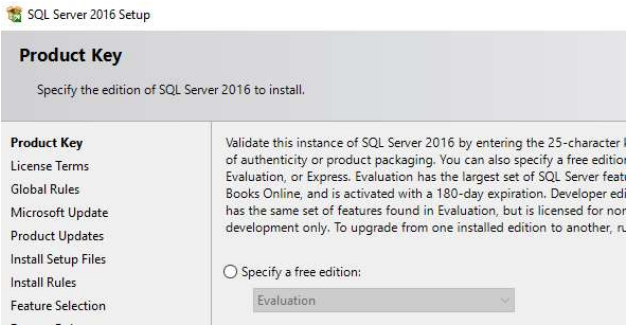 SQL Server 2016 Setup
Product Key
Specify the edition of SQL Server 2016 to install.
Product Key
License Terms
Global Rules
Microsoft Update
Product Updates
Install Setup Files
Install Rules
Feature Selection
Validate this instance of SQL Server 2016 by entering the 25-character
of authenticity or product packaging. You can also specify a free edition
Evaluation, or Express. Evaluation has the largest set of SQL Server
Books Online, and is activated with a 180-day expiration. Developer
has the same set of features found in Evaluation, but is licensed for
development only. To upgrade from one installed edition to another,
Specify a free edition:
Evaluation